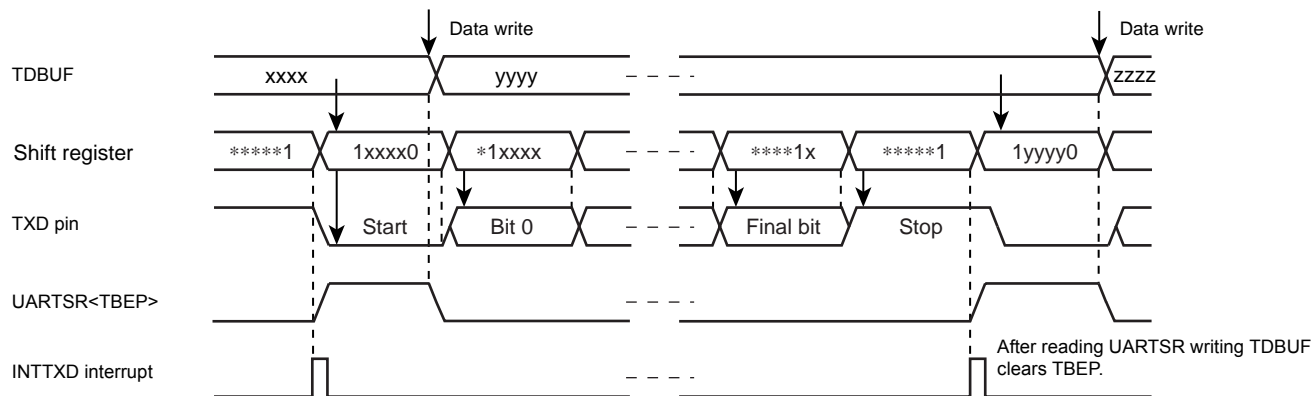 Data write
Data write
TDBUF
xxxx
yyyy
zzzz
Shift register
*****1
1xxxx0
*1xxxx
****1x
*****1
1yyyy0
TXD pin
Start
Bit 0
Final bit
Stop
UARTSR<TBEP>
INTTXD interrupt
After reading UARTSR writing TDBUF
clears TBEP.